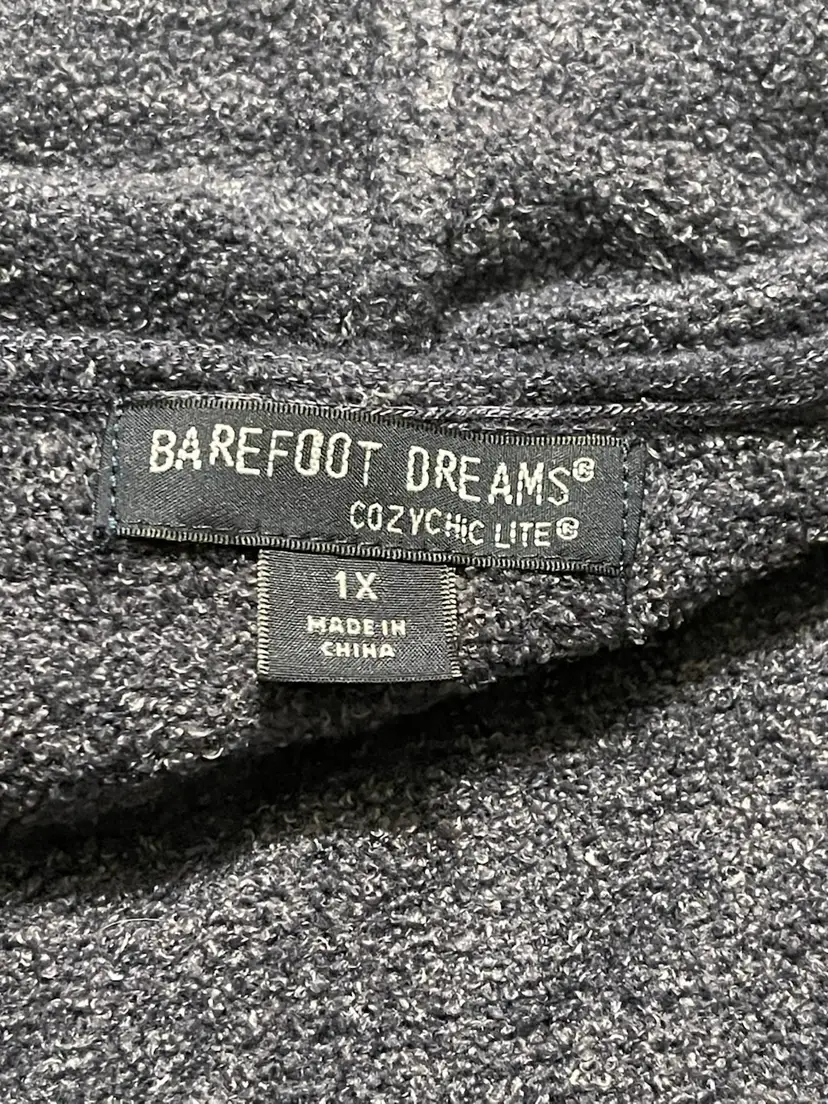 BAREFOOT DREAMS®
COZYCHIC LITE®
1X
MADE IN
CHINA